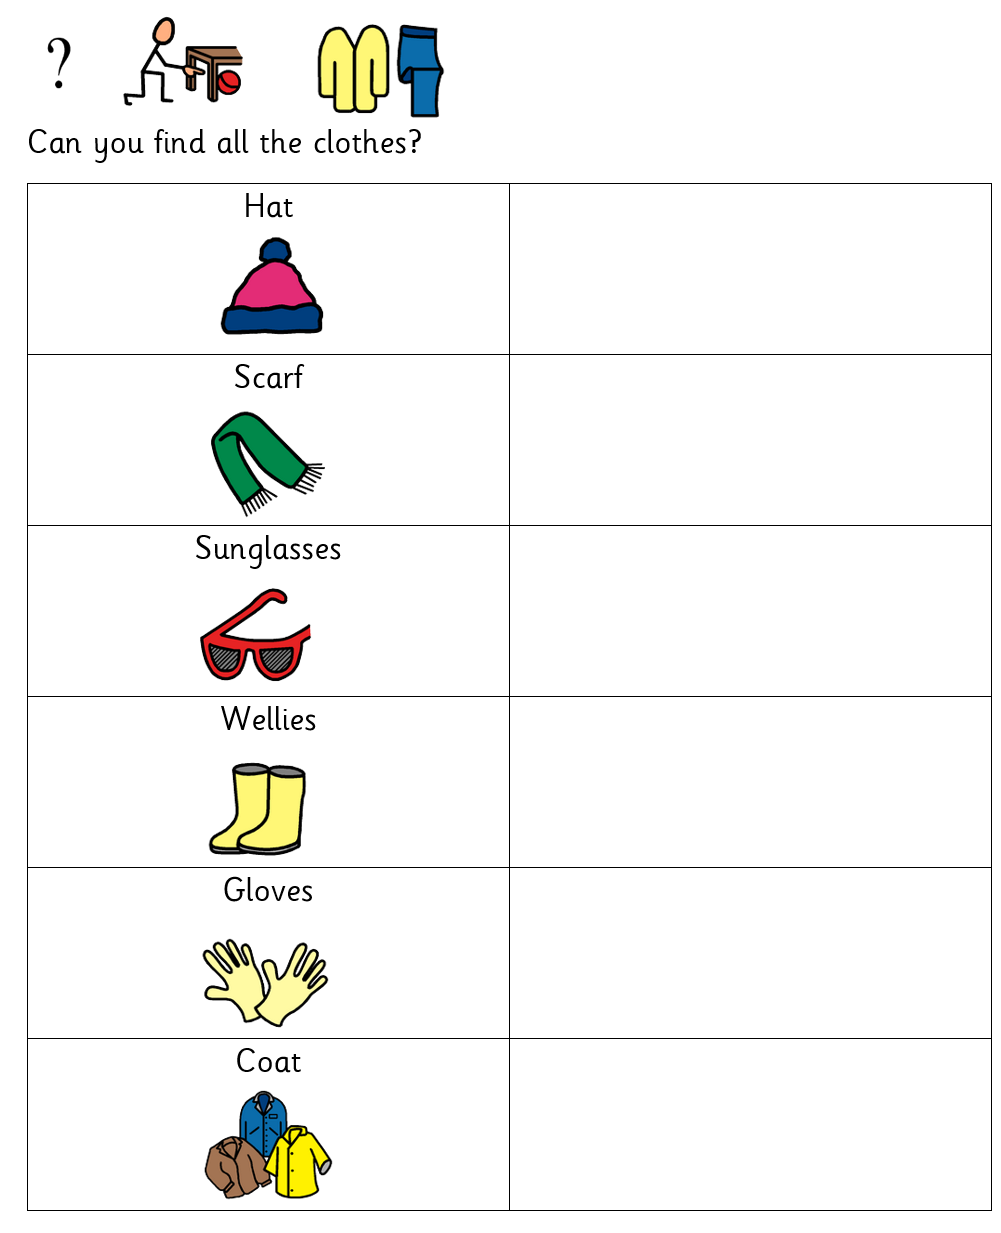 ?
Can you find all the clothes?
Hat
Scarf
Sunglasses
Wellies
Gloves
Coat